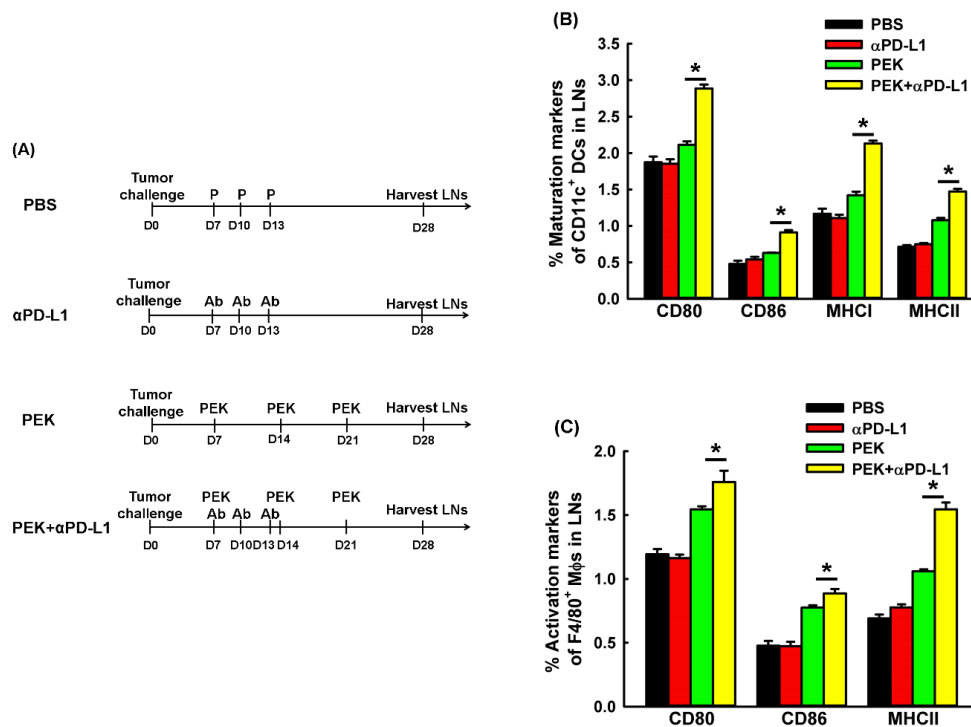 (A)
Tumor
challenge
P P P
Harvest LNs
PBS
D0 D7 D10 D13 D28
Tumor
challenge
Ab Ab Ab
Harvest LNs
αPD-L1
D0 D7 D10 D13 D28
Tumor
challenge
PEK PEK PEK
Harvest LNs
PEK
D0 D7 D14 D21 D28
Tumor
challenge
PEK PEK PEK
Harvest LNs
Ab Ab Ab
PEK+αPD-L1
D0 D7 D10 D13 D14 D21 D28
(B)
PBS
αPD-L1
PEK
PEK+αPD-L1
% Maturation markers
of CD11c+ DCs in LNs
3.5
3.0
2.5
2.0
1.5
1.0
0.5
0.0
* * * *
CD80 CD86 MHCI MHCII
(C)
PBS
αPD-L1
PEK
PEK+αPD-L1
% Activation markers
of F4/80+ Mϕs in LNs
2.0
1.5
1.0
0.5
0.0
* * *
CD80 CD86 MHCII